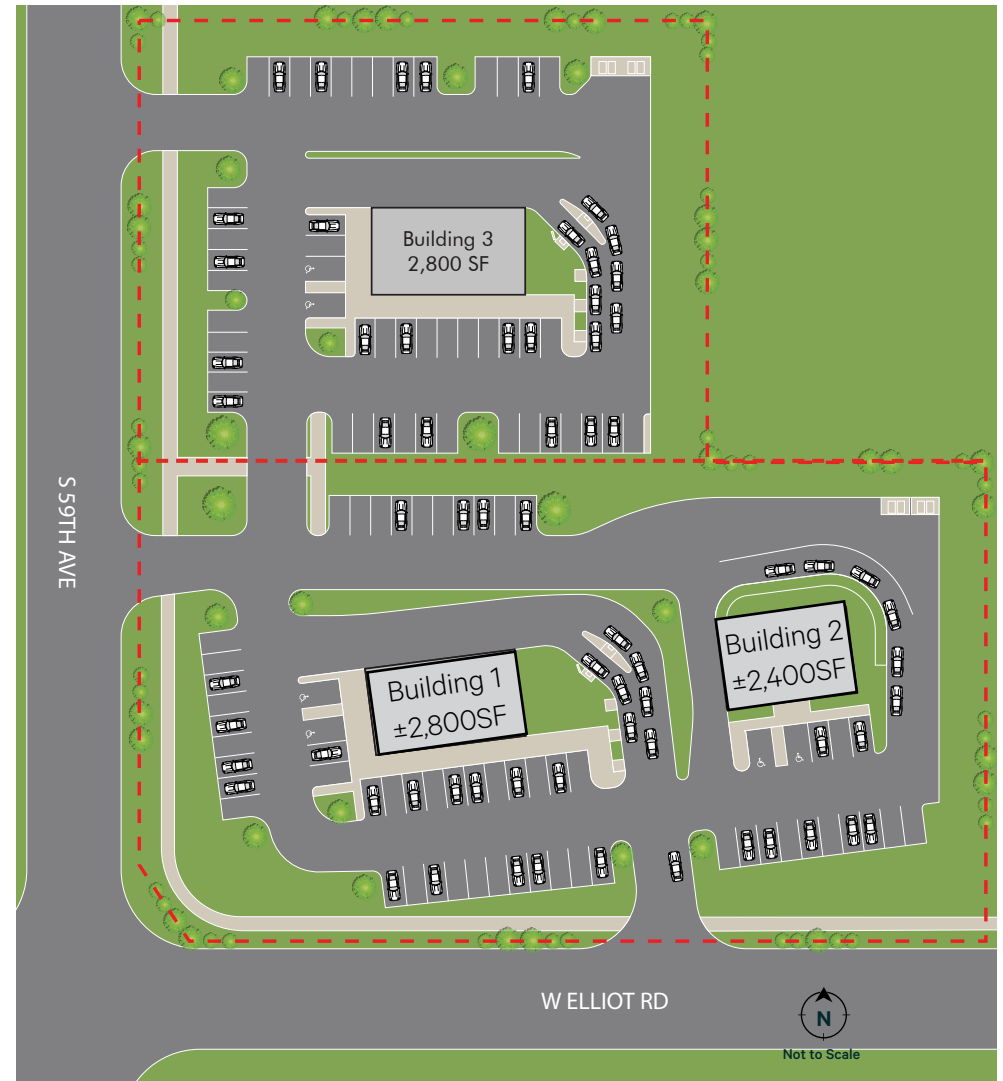 Building 3
2,800 SF
S 59TH AVE
Building 2
±2,400SF
Building 1
±2,800SF
W ELLIOT RD
N
Not to Scale